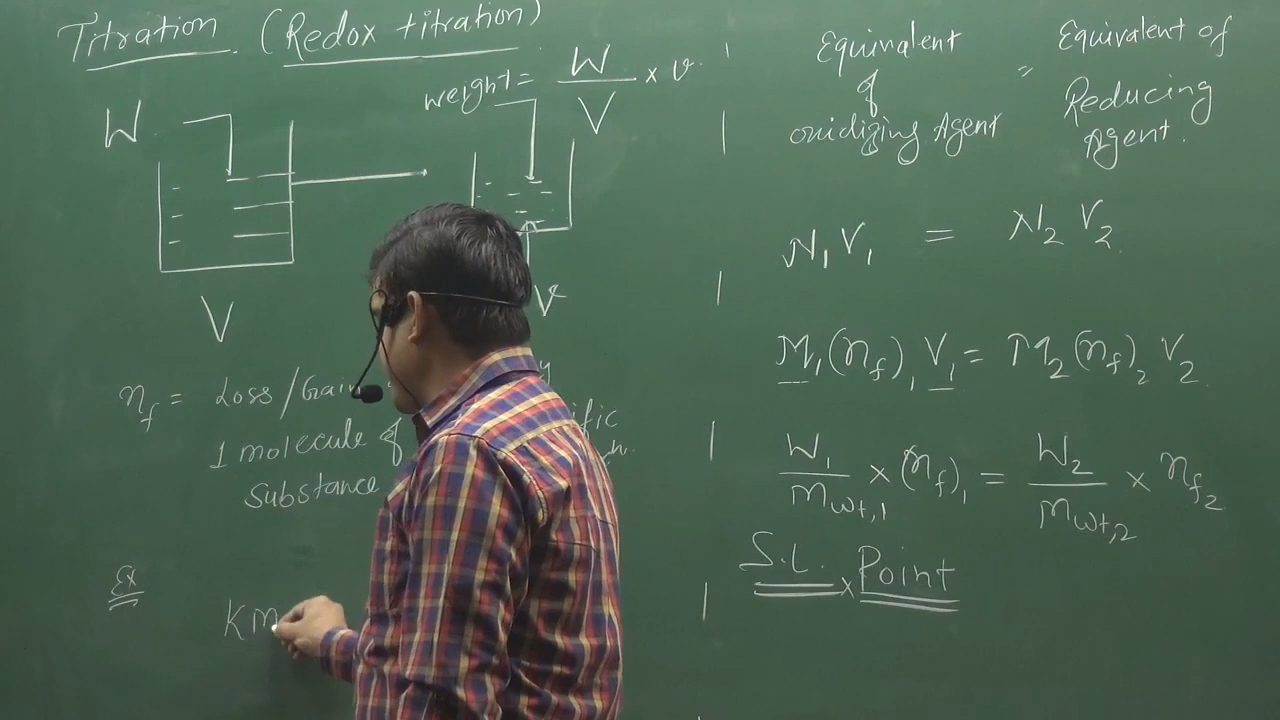 Titration (Redox titration)
weight = W / V × v
W
V
v
n_f = Loss/Gain
1 molecule of
substance
Ex
KM
Equivalent of oxidizing Agent = Equivalent of Reducing Agent.
N₁V₁ = N₂V₂
M₁(n_f)₁V₁ = M₂(n_f)₂V₂
W₁ / M_wt,1 × (n_f)₁ = W₂ / M_wt,2 × n_f₂
S.L. × Point